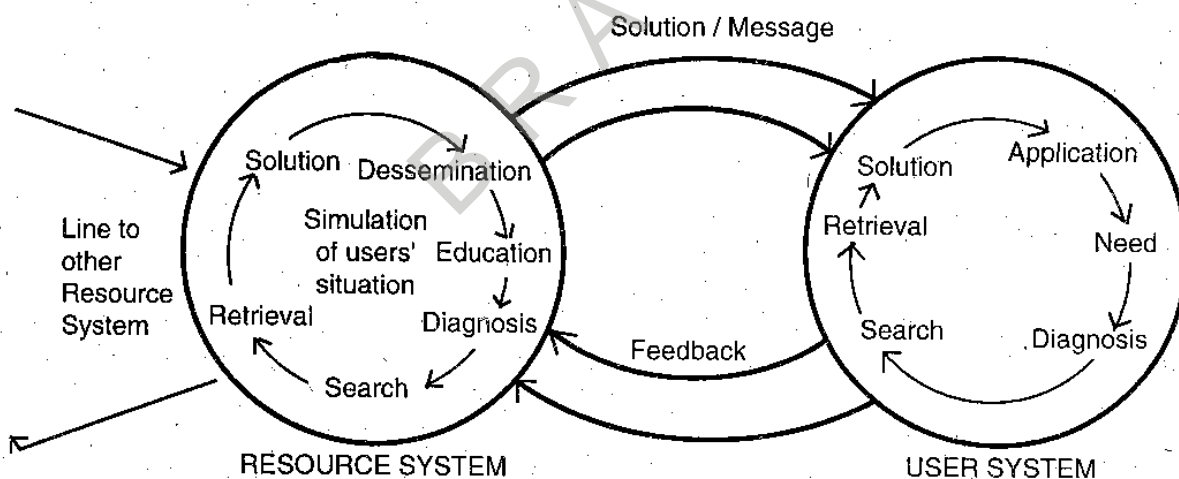 Solution / Message
BRA
Solution
Dessemination
Simulation
of users'
situation
Education
Diagnosis
Search
Retrieval
Line to
other
Resource
System
RESOURCE SYSTEM
Feedback
Solution
Application
Need
Diagnosis
Search
Retrieval
USER SYSTEM